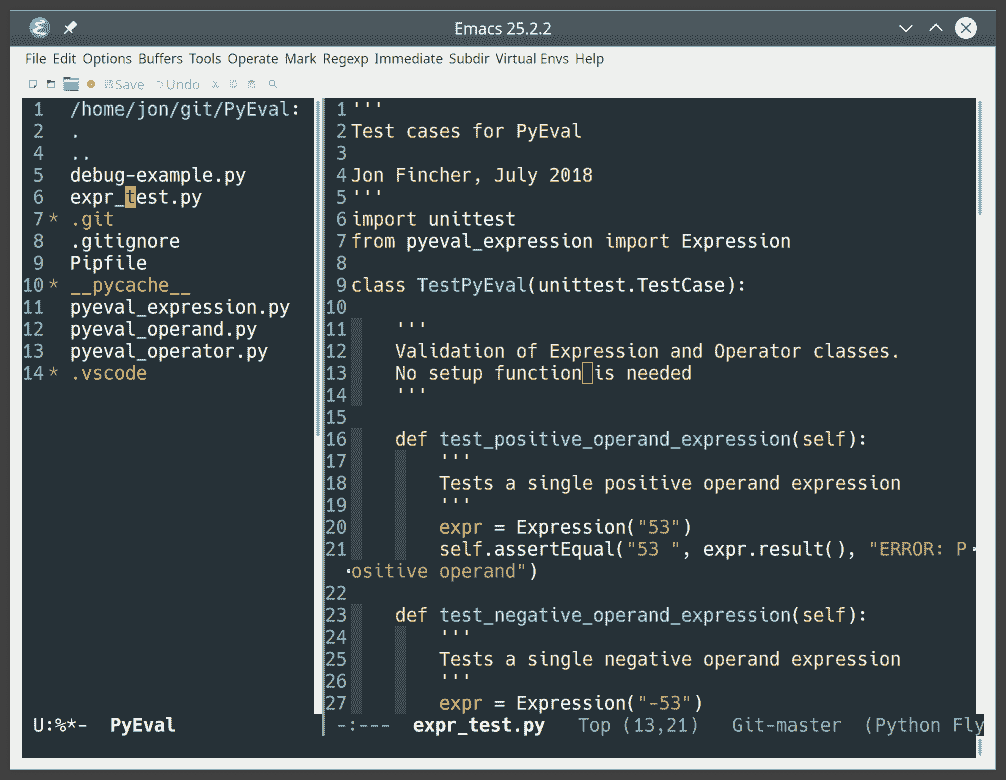 Emacs 25.2.2
File Edit Options Buffers Tools Operate Mark Regexp Immediate Subdir Virtual Envs Help
Save Undo
1 /home/jon/git/PyEval:
2 .
4 ..
5 debug-example.py
6 expr_test.py
7 * .git
8 .gitignore
9 Pipfile
10 * __pycache__
11 pyeval_expression.py
12 pyeval_operand.py
13 pyeval_operator.py
14 * .vscode
U:%*- PyEval
1 '''
2 Test cases for PyEval
3
4 Jon Fincher, July 2018
5 '''
6 import unittest
7 from pyeval_expression import Expression
8
9 class TestPyEval(unittest.TestCase):
10
11 '''
12 Validation of Expression and Operator classes.
13 No setup function is needed
14 '''
15
16 def test_positive_operand_expression(self):
17 '''
18 Tests a single positive operand expression
19 '''
20 expr = Expression("53")
21 self.assertEqual("53 ", expr.result(), "ERROR: P
ositive operand")
22
23 def test_negative_operand_expression(self):
24 '''
25 Tests a single negative operand expression
26 '''
27 expr = Expression("-53")
-:--- expr_test.py Top (13,21) Git-master (Python Fly